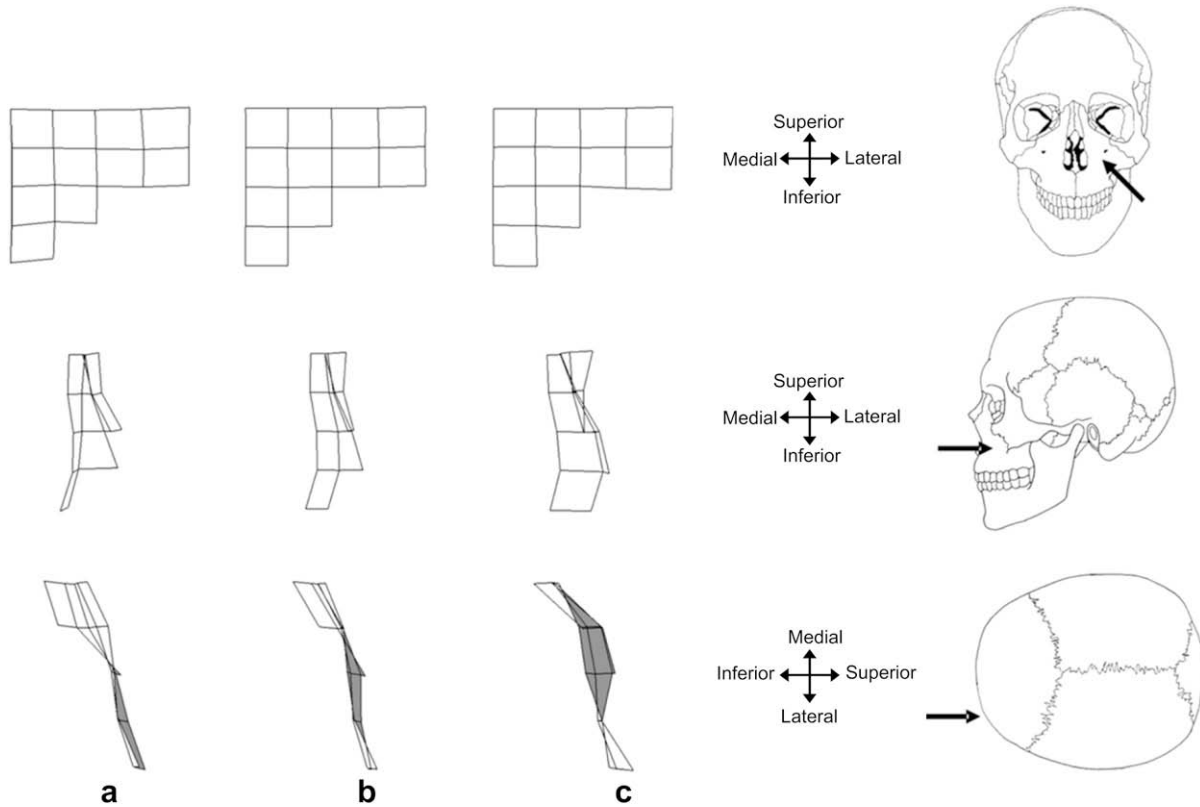 Superior
Medial Lateral
Inferior
Superior
Medial Lateral
Inferior
Medial
Inferior Superior
Lateral
a b c